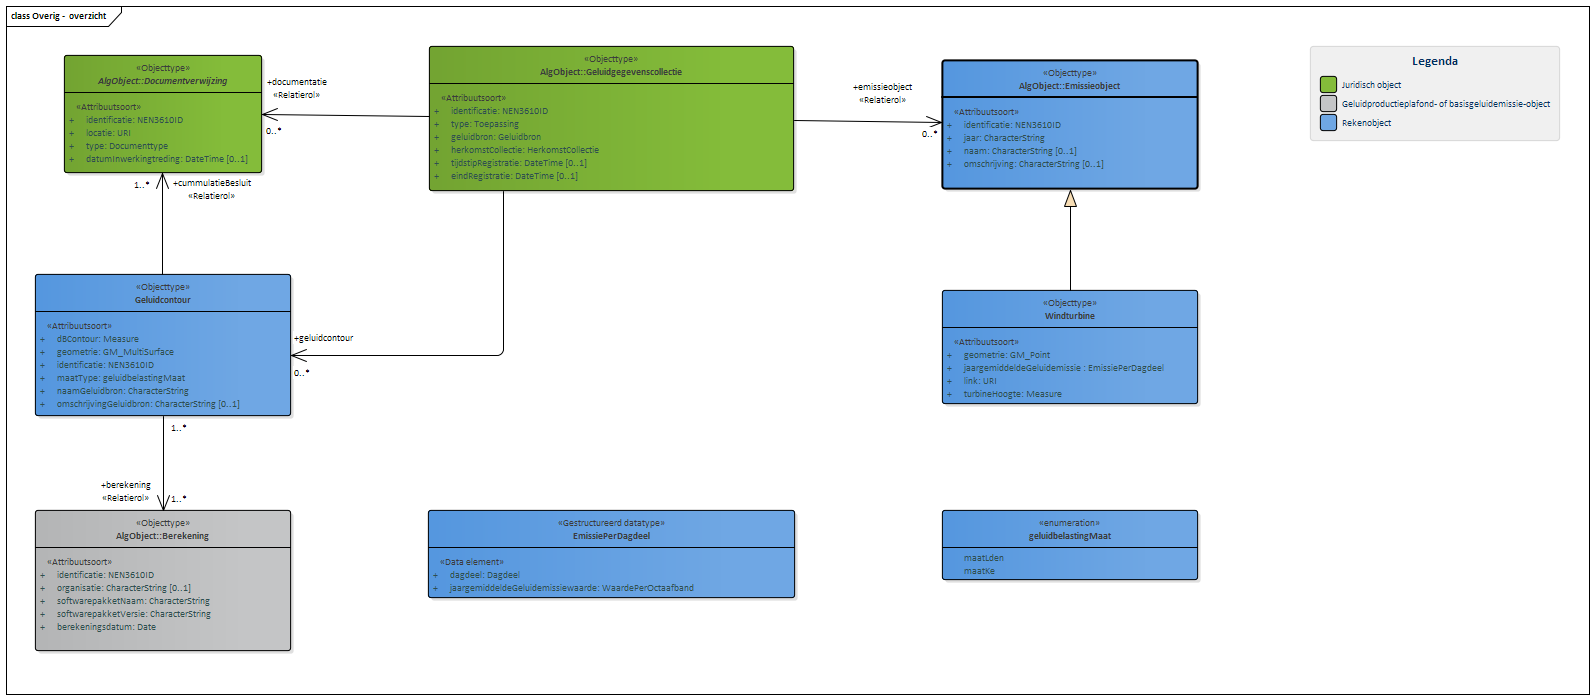 class Overig - overzicht
«Objecttype»
AlgObject::Documentverwijzing
«Attribuutsoort»
+ identificatie: NEN3610ID
+ locatie: URI
+ type: Documenttype
+ datumInwerkingtreding: DateTime [0..1]
+documentatie
«Relatierol»
0..*
«Objecttype»
AlgObject::Geluidgegevenscollectie
«Attribuutsoort»
+ identificatie: NEN3610ID
+ type: Toepassing
+ geluidbron: Geluidbron
+ herkomstCollectie: HerkomstCollectie
+ tijdstipRegistratie: DateTime [0..1]
+ eindRegistratie: DateTime [0..1]
+emissieobject
«Relatierol»
0..*
«Objecttype»
AlgObject::Emissieobject
«Attribuutsoort»
+ identificatie: NEN3610ID
+ jaar: CharacterString
+ naam: CharacterString [0..1]
+ omschrijving: CharacterString [0..1]
Legenda
Juridisch object
Geluidproductieplafond- of basisgeluidemissie-object
Rekenobject
1..*
+cummulatieBesluit
«Relatierol»
«Objecttype»
Geluidcontour
«Attribuutsoort»
+ dBContour: Measure
+ geometrie: GM_MultiSurface
+ identificatie: NEN3610ID
+ maatType: geluidbelastingMaat
+ naamGeluidbron: CharacterString
+ omschrijvingGeluidbron: CharacterString [0..1]
+geluidcontour
0..*
«Objecttype»
Windturbine
«Attribuutsoort»
+ geometrie: GM_Point
+ jaargemiddeldeGeluidemissie : EmissiePerDagdeel
+ link: URI
+ turbineHoogte: Measure
1..*
+berekening
«Relatierol»
1..*
«Objecttype»
AlgObject::Berekening
«Attribuutsoort»
+ identificatie: NEN3610ID
+ organisatie: CharacterString [0..1]
+ softwarepakketNaam: CharacterString
+ softwarepakketVersie: CharacterString
+ berekeningsdatum: Date
«Gestructureerd datatype»
EmissiePerDagdeel
«Data element»
+ dagdeel: Dagdeel
+ jaargemiddeldeGeluidemissiewaarde: WaardePerOctaafband
«enumeration»
geluidbelastingMaat
maatLden
maatKe